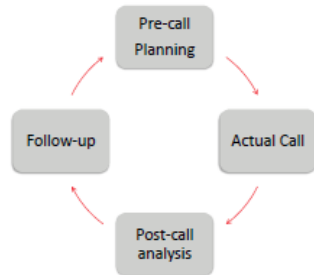 Pre-call
Planning
Actual Call
Post-call
analysis
Follow-up